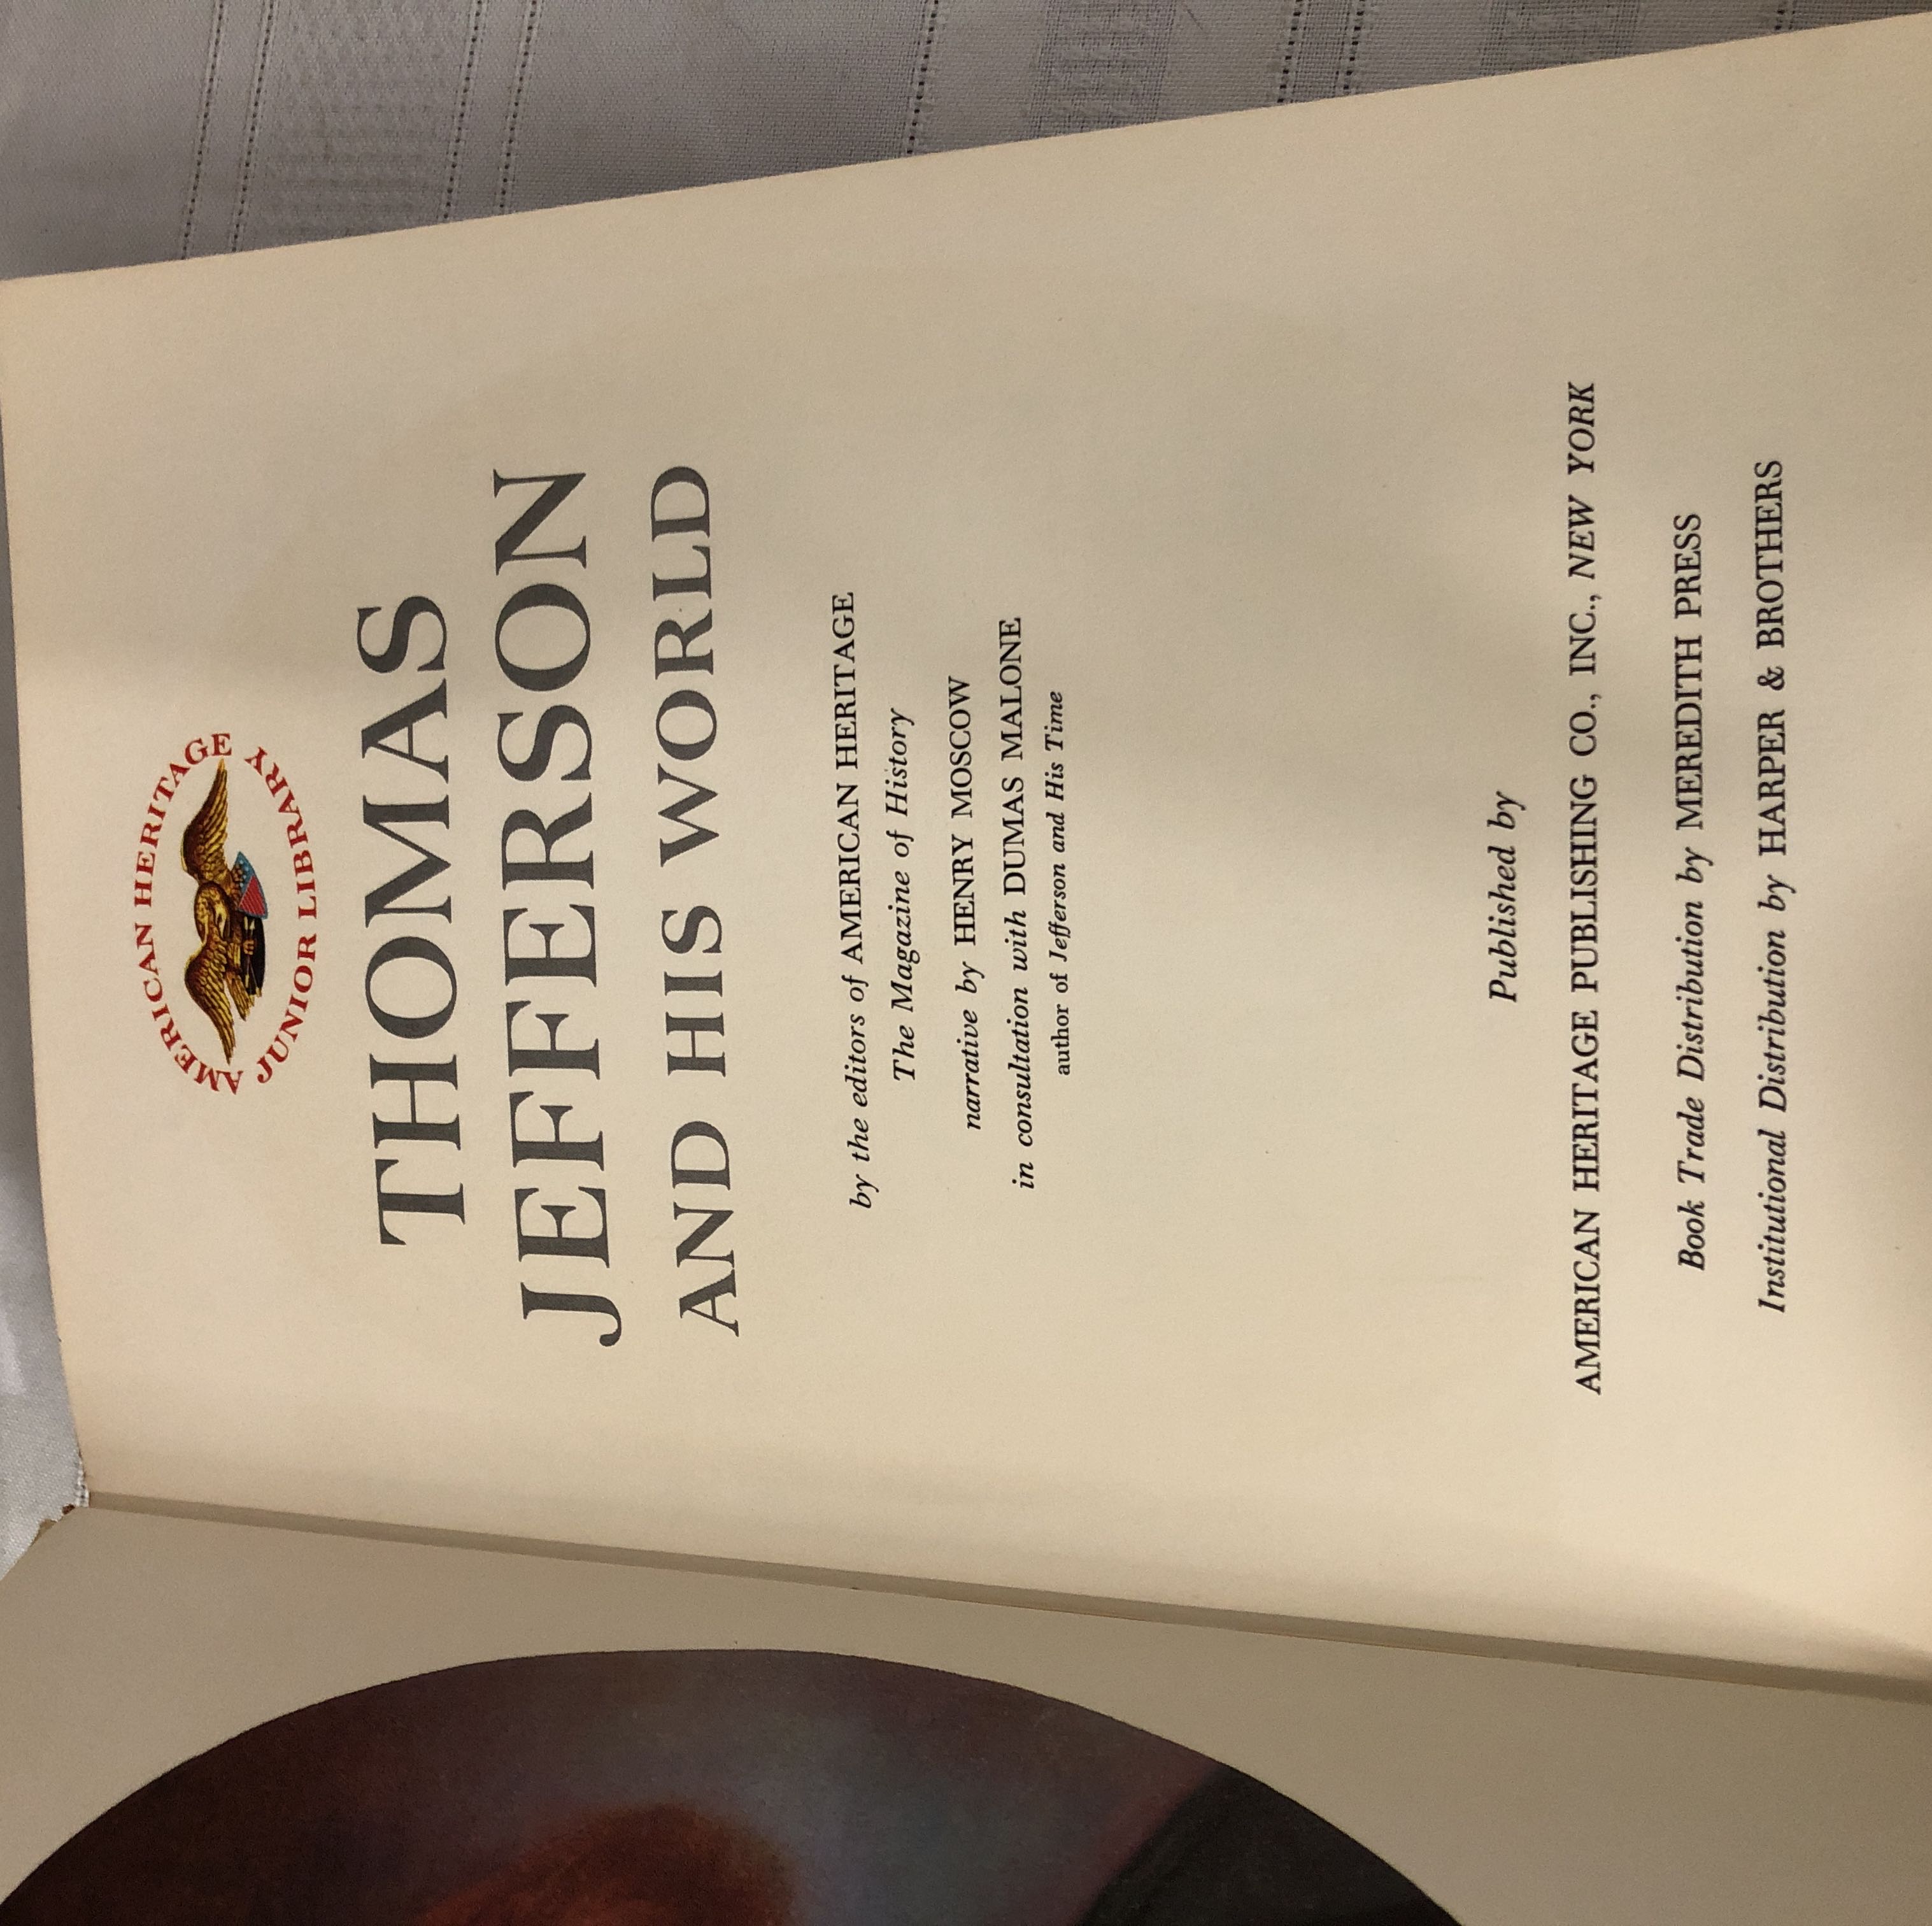 AMERICAN HERITAGE
JUNIOR LIBRARY
THOMAS
JEFFERSON
AND HIS WORLD
by the editors of AMERICAN HERITAGE
The Magazine of History
narrative by HENRY MOSCOW
in consultation with DUMAS MALONE
author of Jefferson and His Time
Published by
AMERICAN HERITAGE PUBLISHING CO., INC., NEW YORK
Book Trade Distribution by MEREDITH PRESS
Institutional Distribution by HARPER & BROTHERS